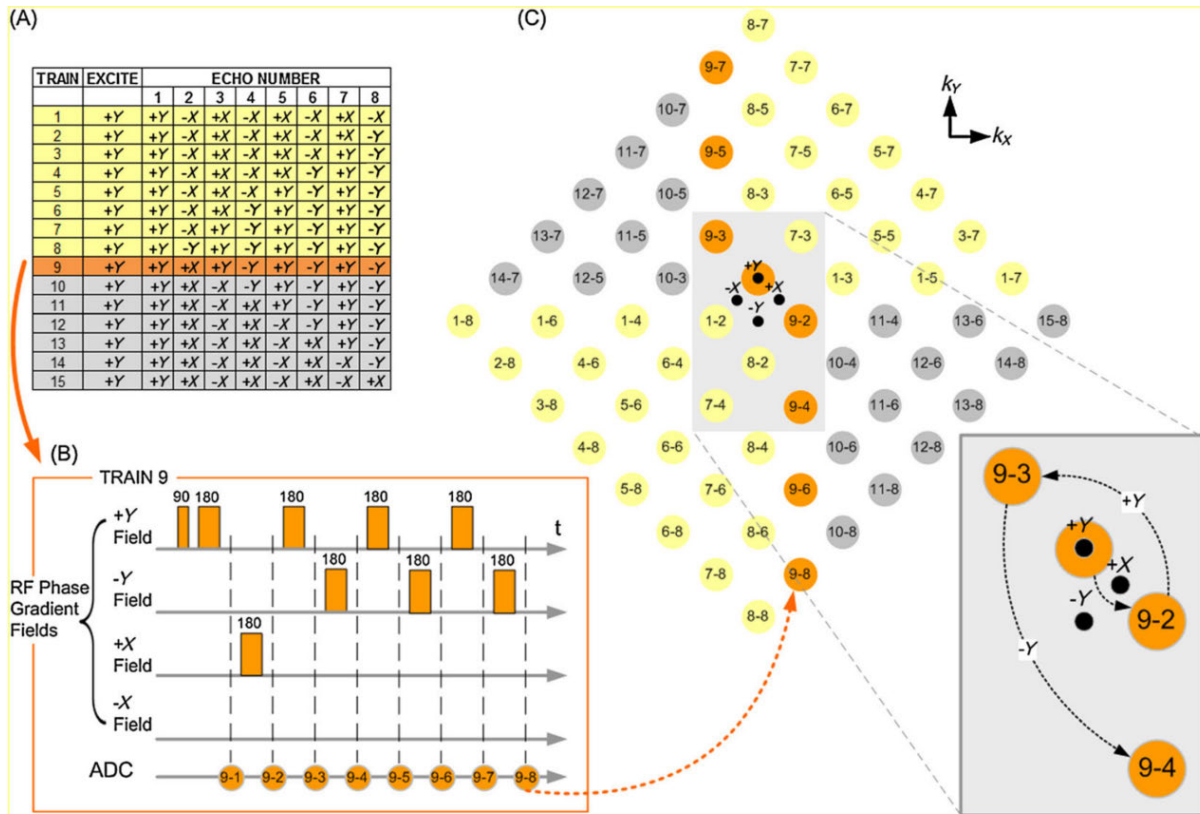 (A)
TRAIN EXCITE ECHO NUMBER
1 2 3 4 5 6 7 8
1 +Y +Y -X +X -X +X -X +X -X
2 +Y +Y -X +X -X +X -X +X -Y
3 +Y +Y -X +X -X +X -X +Y -Y
4 +Y +Y -X +X -X +X -Y +Y -Y
5 +Y +Y -X +X -X +Y -Y +Y -Y
6 +Y +Y -X +X -Y +Y -Y +Y -Y
7 +Y +Y -X +Y -Y +Y -Y +Y -Y
8 +Y +Y -Y +Y -Y +Y -Y +Y -Y
9 +Y +Y +X +Y -Y +Y -Y +Y -Y
10 +Y +Y +X -X -Y +Y -Y +Y -Y
11 +Y +Y +X -X +X +Y -Y +Y -Y
12 +Y +Y +X -X +X -X -Y +Y -Y
13 +Y +Y +X -X +X -X +X +Y -Y
14 +Y +Y +X -X +X -X +X -X -Y
15 +Y +Y +X -X +X -X +X -X +X
(B)
TRAIN 9
90 180 180 180 180
+Y
Field
t
180 180 180
-Y
Field
RF Phase
Gradient
Fields
180
+X
Field
-X
Field
ADC
9-1 9-2 9-3 9-4 9-5 9-6 9-7 9-8
(C)
8-7
9-7 7-7
10-7 8-5 6-7
kY
kX
11-7 9-5 7-5 5-7
12-7 10-5 8-3 6-5 4-7
13-7 11-5 9-3 7-3 5-5 3-7
14-7 12-5 10-3 +Y 1-3 1-5 1-7
-X +X
-Y
1-8 1-6 1-4 1-2 9-2 11-4 13-6 15-8
2-8 4-6 6-4 8-2 10-4 12-6 14-8
3-8 5-6 7-4 9-4 11-6 13-8
4-8 6-6 8-4 10-6 12-8
5-8 7-6 9-6 11-8
6-8 8-6 10-8
7-8 9-8
8-8
9-3
+Y
+Y
+X
-Y
9-2
-Y
9-4